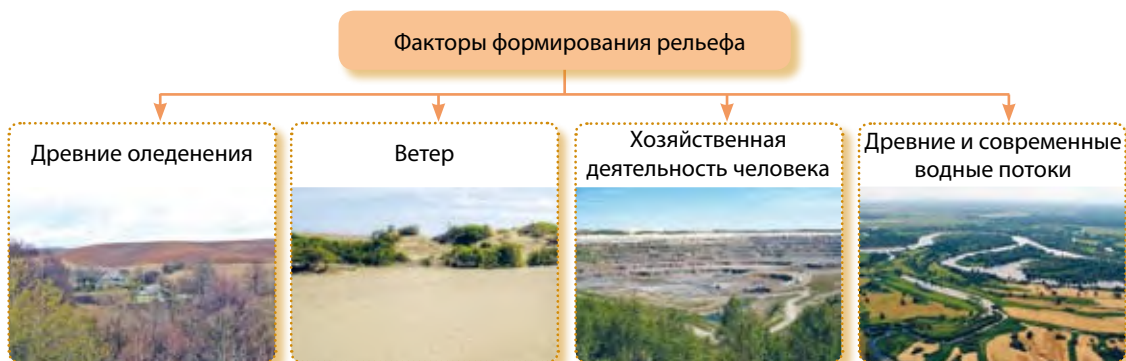 Факторы формирования рельефа
Древние оледенения
Ветер
Хозяйственная
деятельность человека
Древние и современные
водные потоки